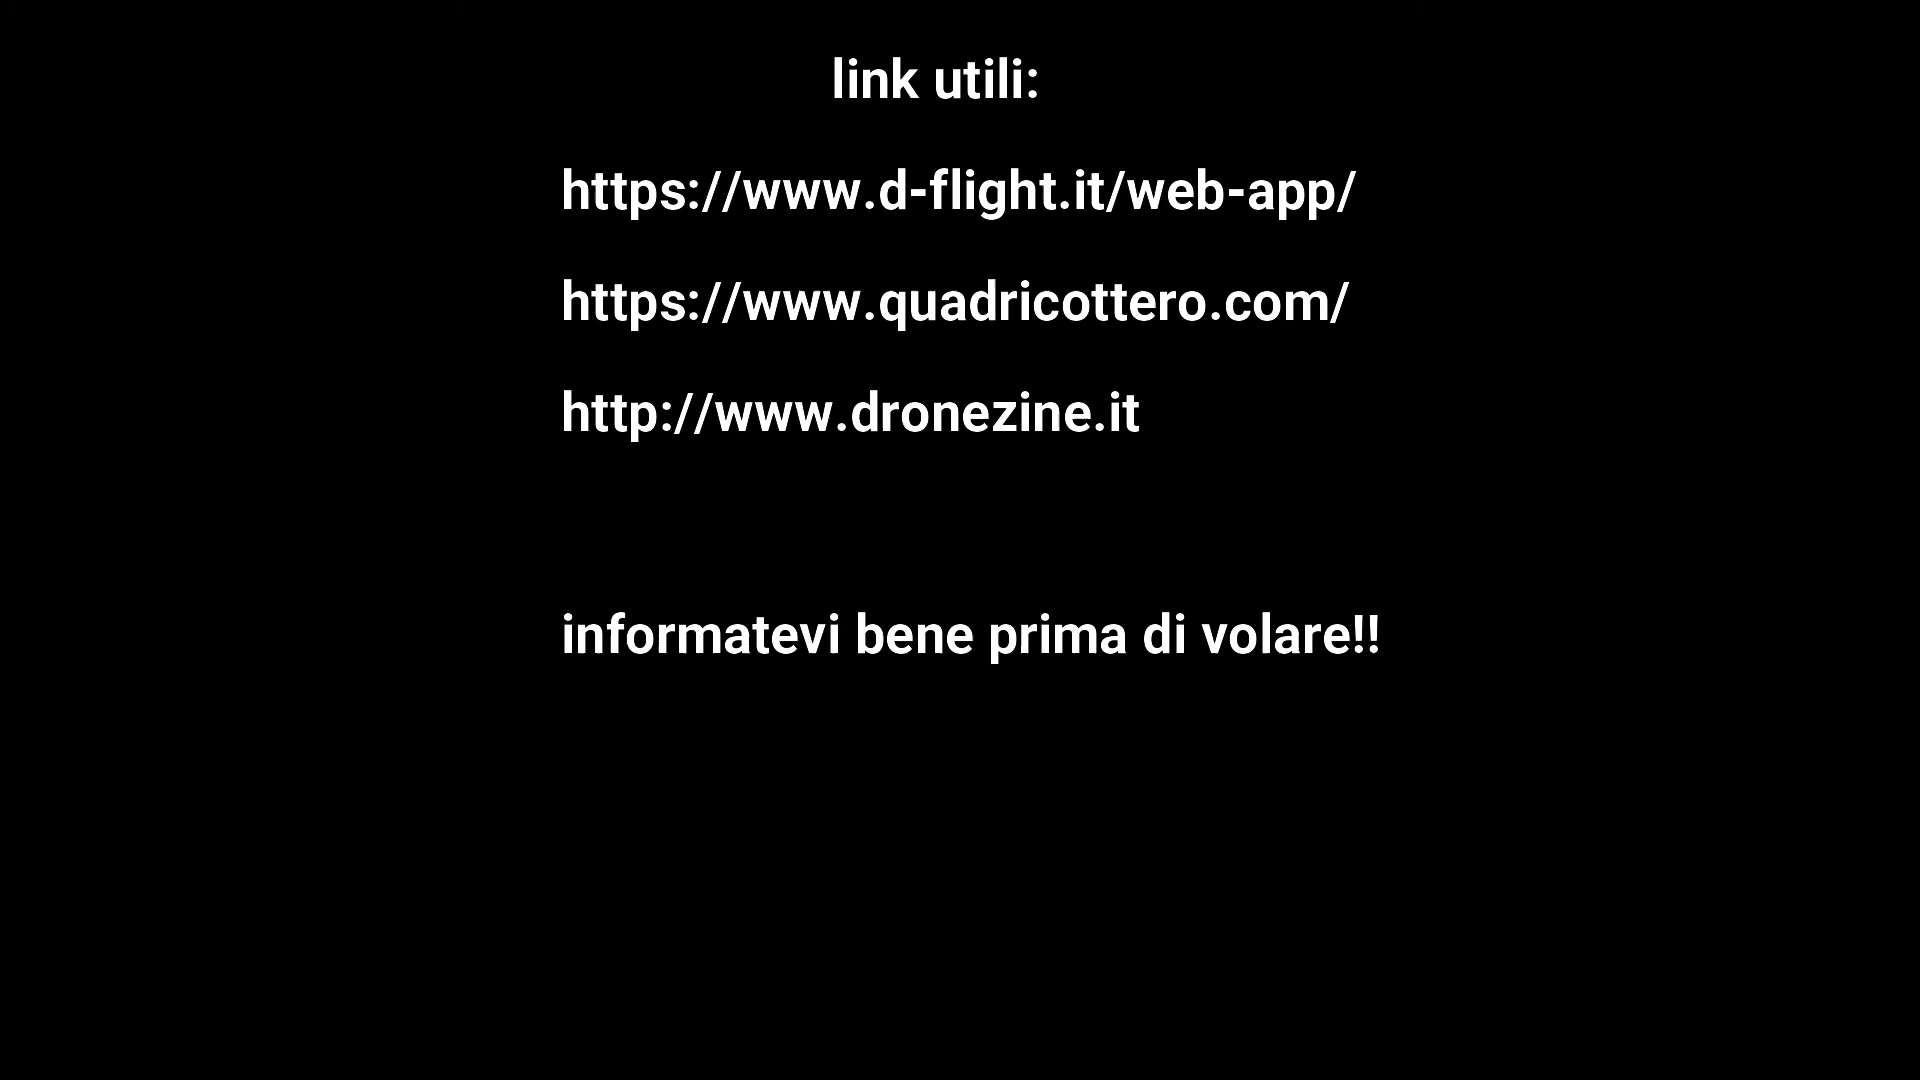 link utili:
https://www.d-flight.it/web-app/
https://www.quadricottero.com/
http://www.dronezine.it
informatevi bene prima di volare!!